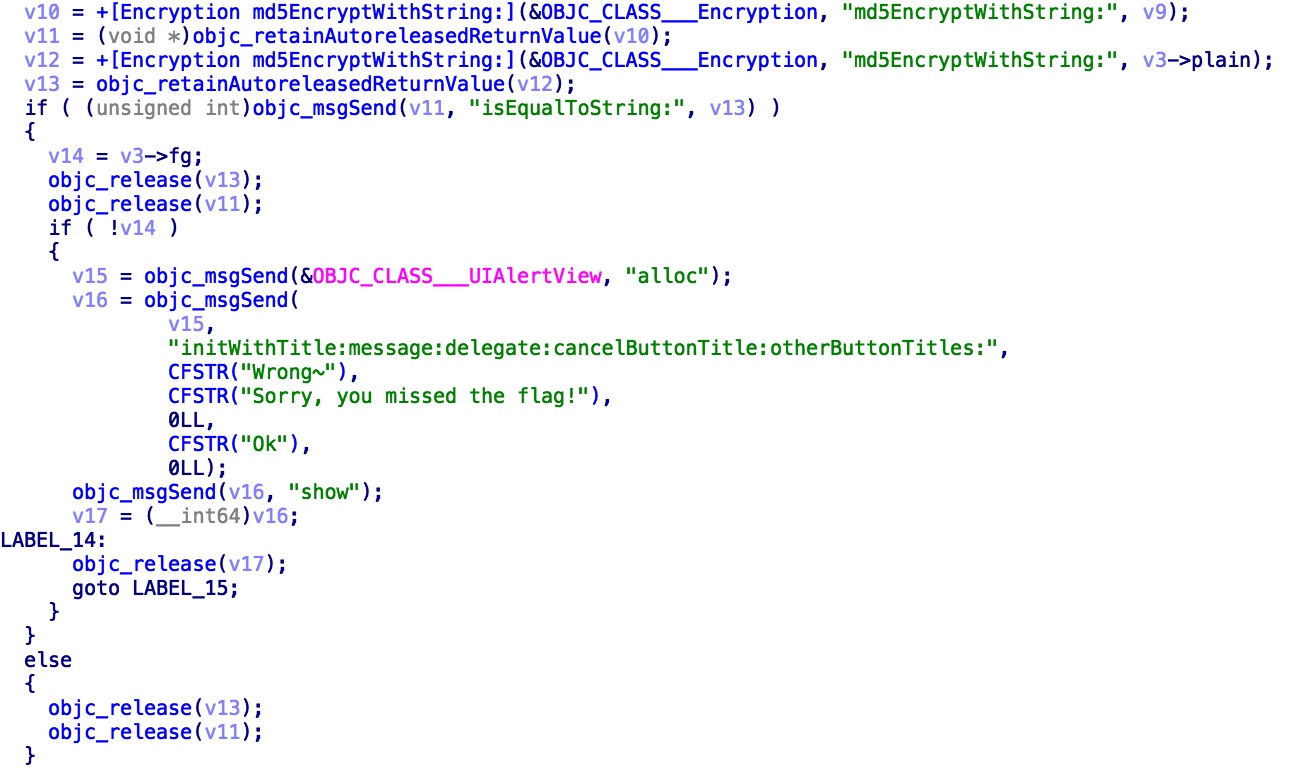 v10 = +[Encryption md5EncryptWithString:](&OBJC_CLASS___Encryption, "md5EncryptWithString:", v9);
v11 = (void *)objc_retainAutoreleasedReturnValue(v10);
v12 = +[Encryption md5EncryptWithString:](&OBJC_CLASS___Encryption, "md5EncryptWithString:", v3->plain);
v13 = objc_retainAutoreleasedReturnValue(v12);
if ( (unsigned int)objc_msgSend(v11, "isEqualToString:", v13) )
{
v14 = v3->fg;
objc_release(v13);
objc_release(v11);
if ( !v14 )
{
v15 = objc_msgSend(&OBJC_CLASS___UIAlertView, "alloc");
v16 = objc_msgSend(
v15,
"initWithTitle:message:delegate:cancelButtonTitle:otherButtonTitles:",
CFSTR("Wrong~"),
CFSTR("Sorry, you missed the flag!"),
0LL,
CFSTR("Ok"),
0LL);
objc_msgSend(v16, "show");
v17 = (__int64)v16;
LABEL_14:
objc_release(v17);
goto LABEL_15;
}
}
else
{
objc_release(v13);
objc_release(v11);
}